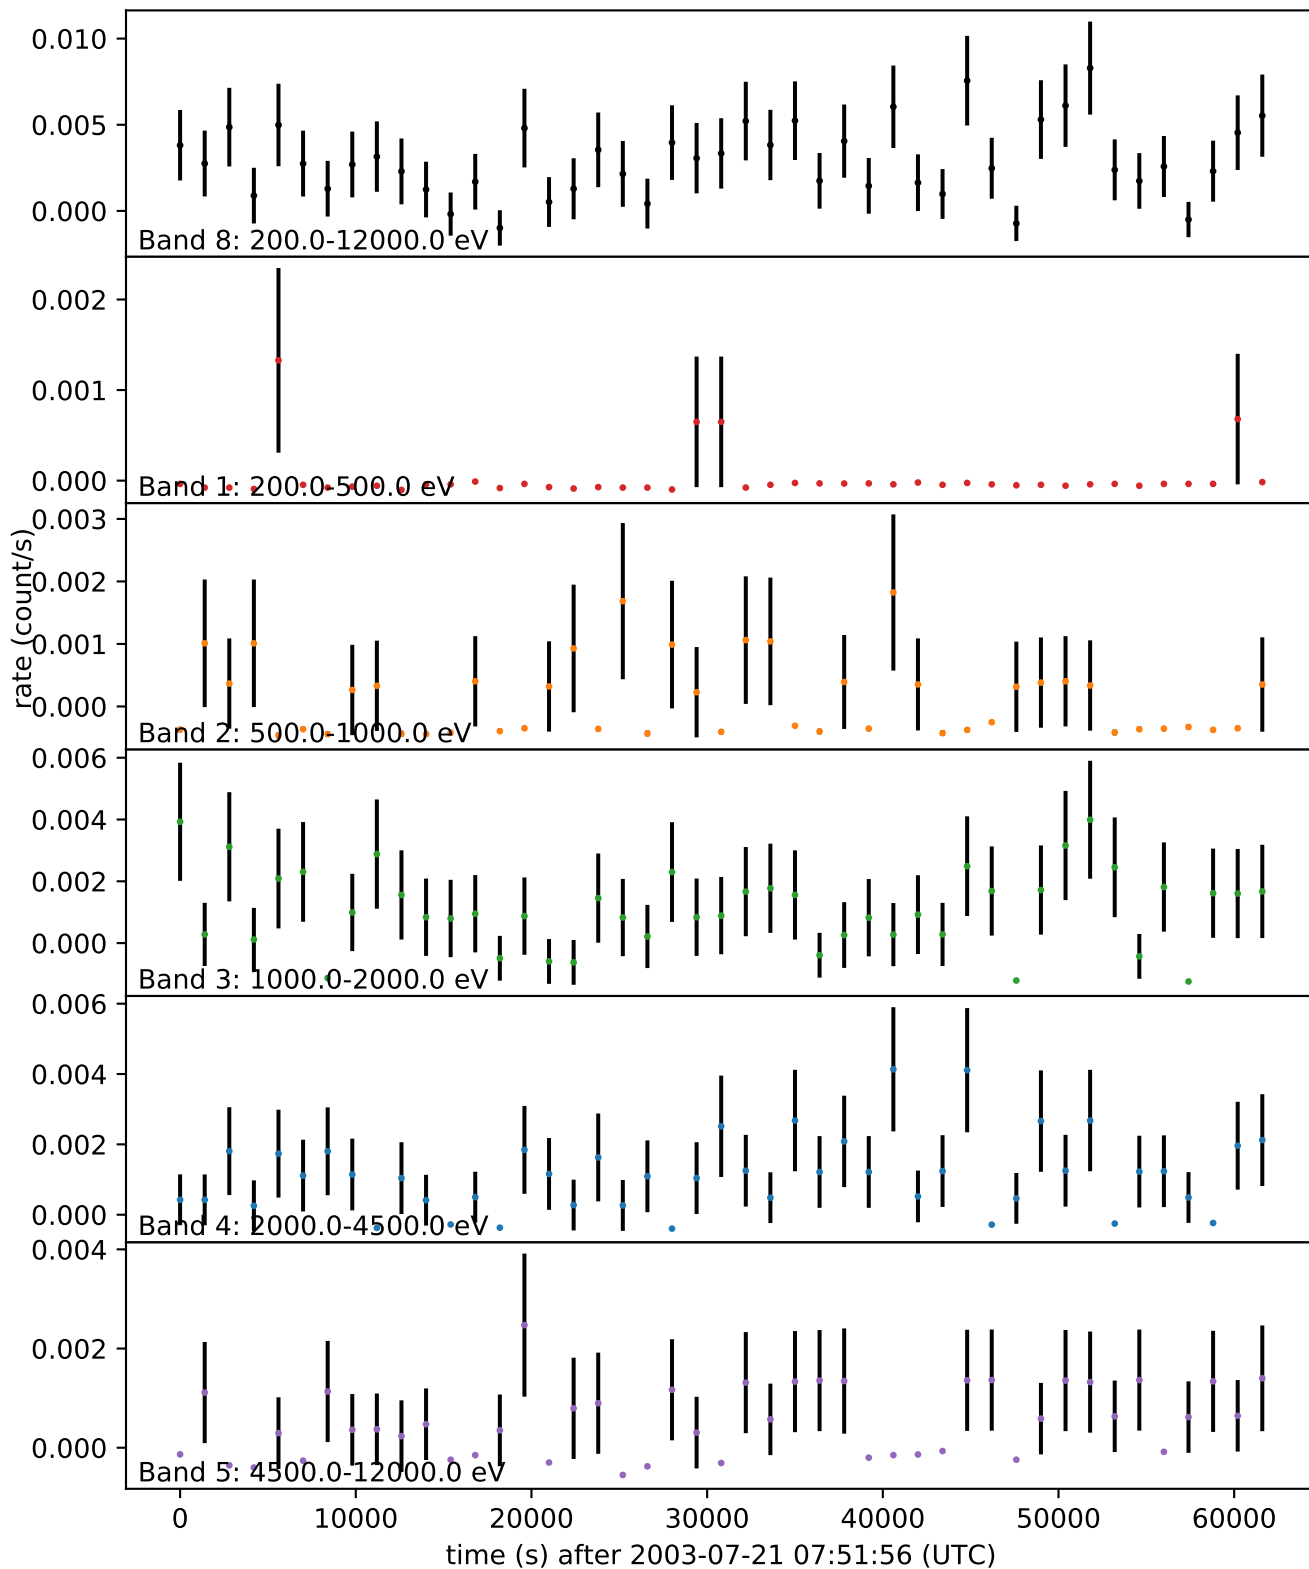 0.010
0.005
0.000
Band 8: 200.0-12000.0 eV
0.002
0.001
0.000
Band 1: 200.0-500.0 eV
0.003
0.002
0.001
0.000
Band 2: 500.0-1000.0 eV
rate (count/s)
0.006
0.004
0.002
0.000
Band 3: 1000.0-2000.0 eV
0.006
0.004
0.002
0.000
Band 4: 2000.0-4500.0 eV
0.004
0.002
0.000
Band 5: 4500.0-12000.0 eV
0 10000 20000 30000 40000 50000 60000
time (s) after 2003-07-21 07:51:56 (UTC)